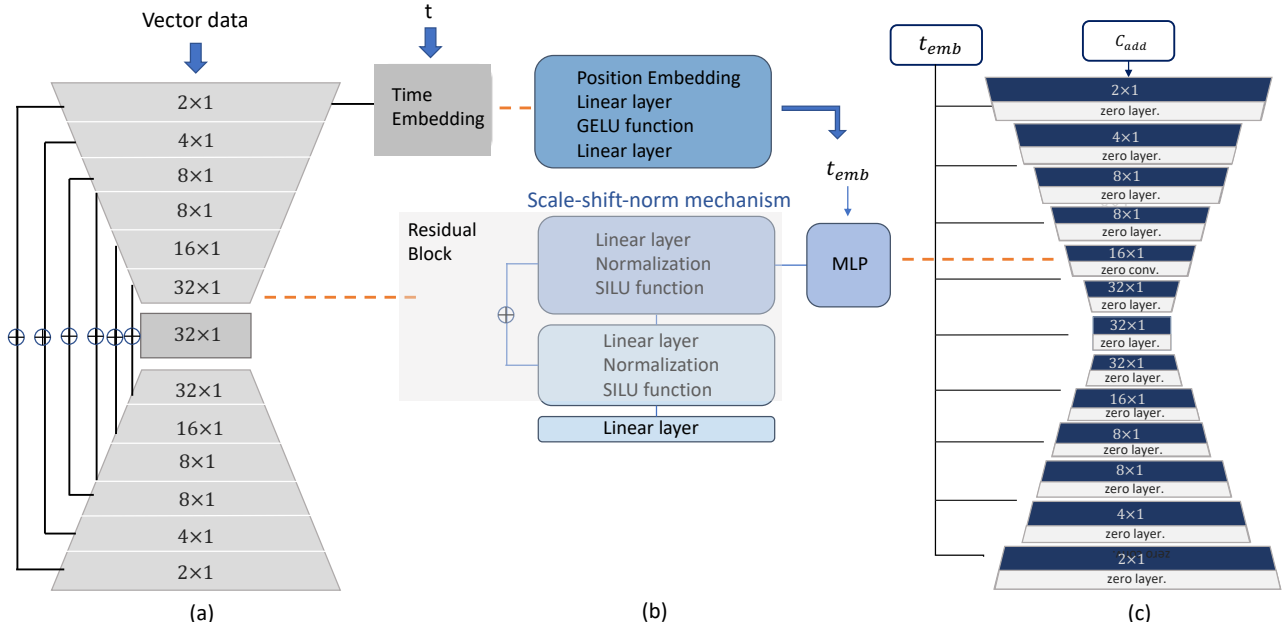 Vector data
2×1
4×1
8×1
8×1
16×1
32×1
32×1
32×1
16×1
8×1
8×1
4×1
2×1
(a)
t
Time
Embedding
Position Embedding
Linear layer
GELU function
Linear layer
t_emb
Scale-shift-norm mechanism
Residual
Block
Linear layer
Normalization
SILU function
MLP
Linear layer
Normalization
SILU function
Linear layer
(b)
t_emb
C_add
2×1
zero layer.
4×1
zero layer.
8×1
zero layer.
8×1
zero layer.
16×1
zero conv.
32×1
zero layer.
32×1
zero layer.
32×1
zero layer.
16×1
zero layer.
8×1
zero layer.
8×1
zero layer.
4×1
zero layer.
2×1
zero layer.
(c)